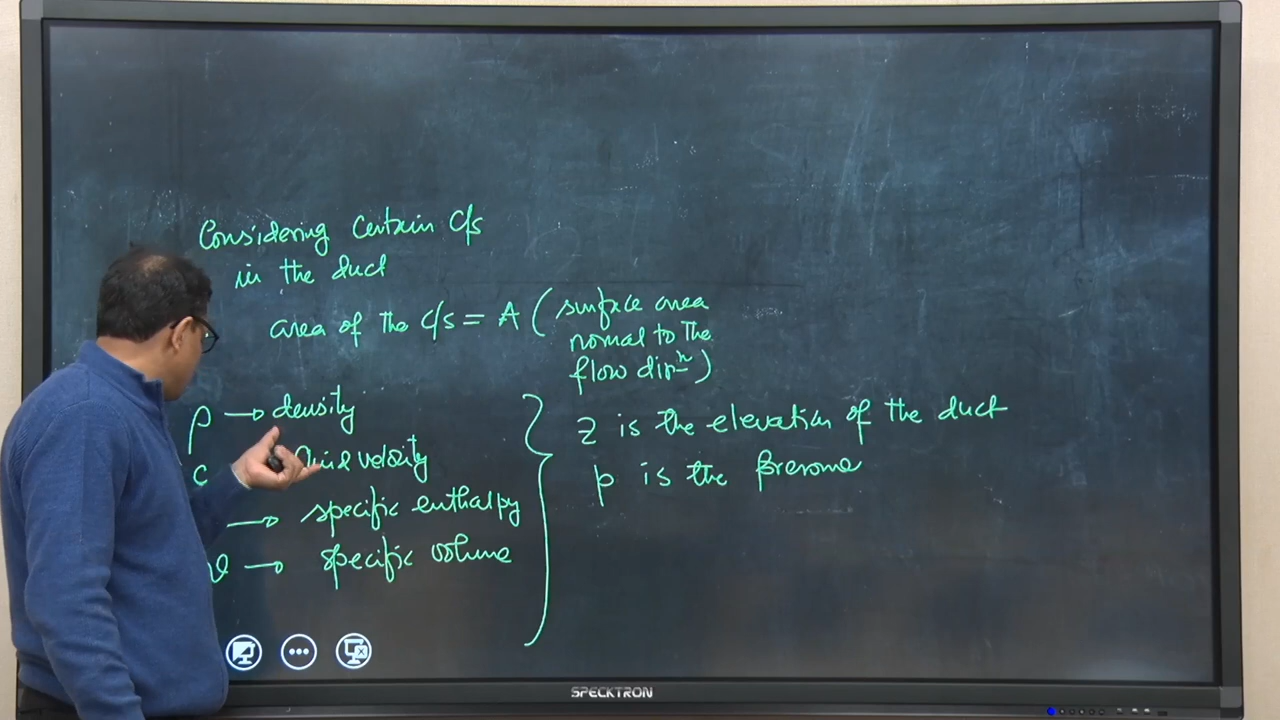 Considering certain c/s
in the duct
area of the c/s = A ( surface area
normal to the
flow dirⁿ )
ρ → density
c fluid velocity
→ specific enthalpy
v → specific volume
z is the elevation of the duct
p is the pressure
SPECKTRON